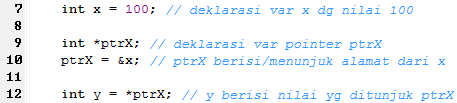 7 int x = 100; // deklarasi var x dg nilai 100
8
9 int *ptrX; // deklarasi var pointer ptrX
10 ptrX = &x; // ptrX berisi/menunjuk alamat dari x
11
12 int y = *ptrX; // y berisi nilai yg ditunjuk ptrX